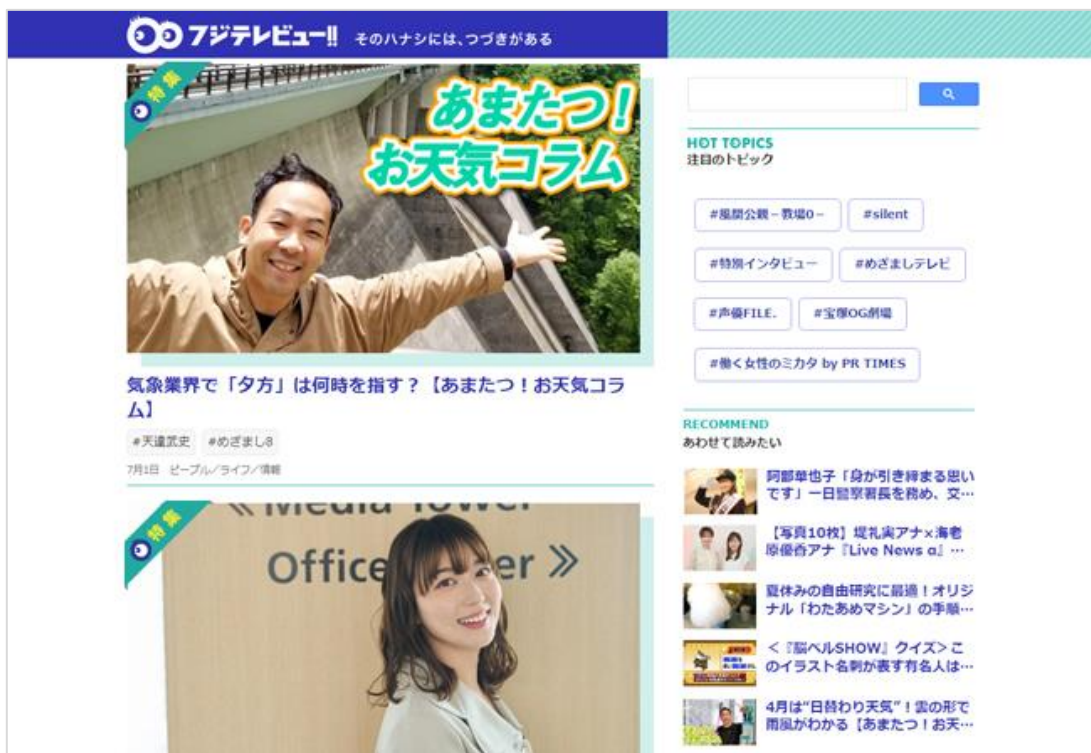 フジテレビュー!! そのハナシには、つづきがある
特集
あまたつ!
お天気コラム
気象業界で「夕方」は何時を指す?【あまたつ!お天気コラ
ム】
#天達武史 #めざまし8
7月1日 ピープル/ライフ/情報
特集
« Media Tower
Office er »
HOT TOPICS
注目のトピック
#風間公親-教場0- #silent
#特別インタビュー #めざましテレビ
#声優FILE. #宝塚OG劇場
#働く女性のミカタ by PR TIMES
RECOMMEND
あわせて読みたい
阿部華也子「身が引き締まる思い
です」一日警察署長を務め、交…
【写真10枚】堤礼実アナ×海老
原優香アナ『Live News α』…
夏休みの自由研究に最適!オリジ
ナル「わたあめマシン」の手順…
<『脳ベルSHOW』クイズ>こ
のイラスト名刺が表す有名人は…
4月は“日替わり天気”!雲の形で
雨風がわかる【あまたつ!お天…